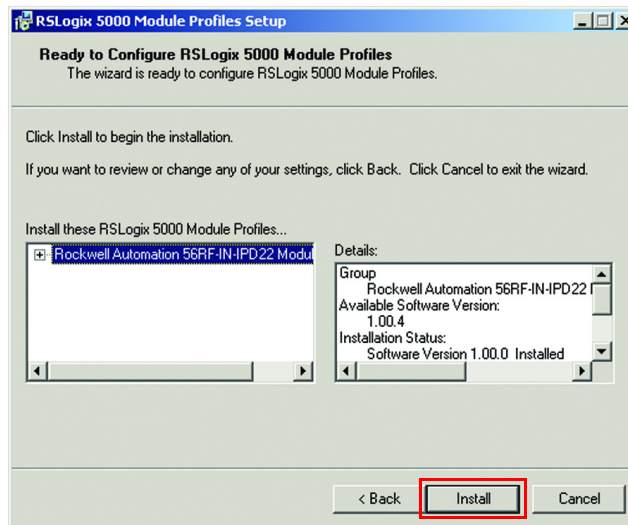 RSLogix 5000 Module Profiles Setup
Ready to Configure RSLogix 5000 Module Profiles
The wizard is ready to configure RSLogix 5000 Module Profiles.
Click Install to begin the installation.
If you want to review or change any of your settings, click Back. Click Cancel to exit the wizard.
Install these RSLogix 5000 Module Profiles...
Rockwell Automation 56RF-IN-IPD22 Modul
Details:
Group
Rockwell Automation 56RF-IN-IPD22
Available Software Version:
1.00.4
Installation Status:
Software Version 1.00.0 Installed
< Back
Install
Cancel